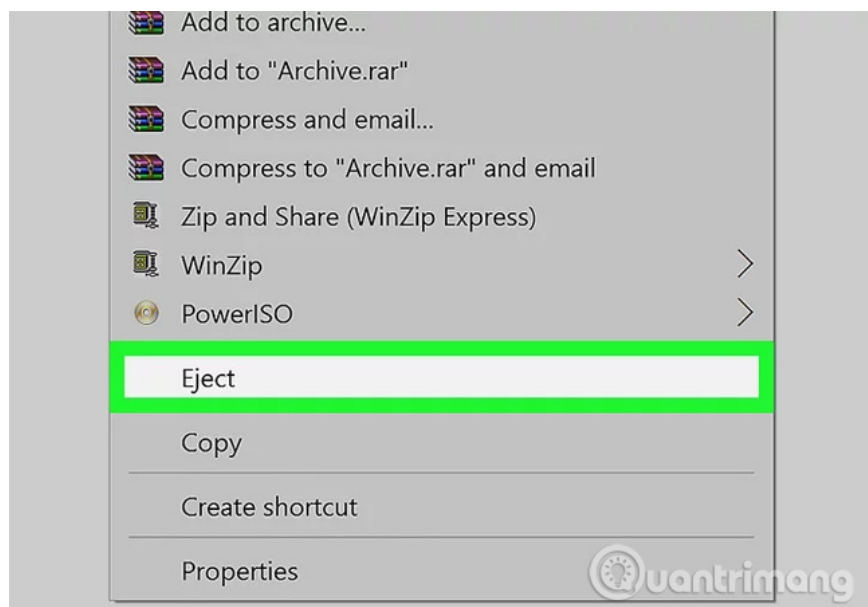 Add to archive...
Add to "Archive.rar"
Compress and email...
Compress to "Archive.rar" and email
Zip and Share (WinZip Express)
WinZip
PowerISO
Eject
Copy
Create shortcut
Properties
Quantrimang